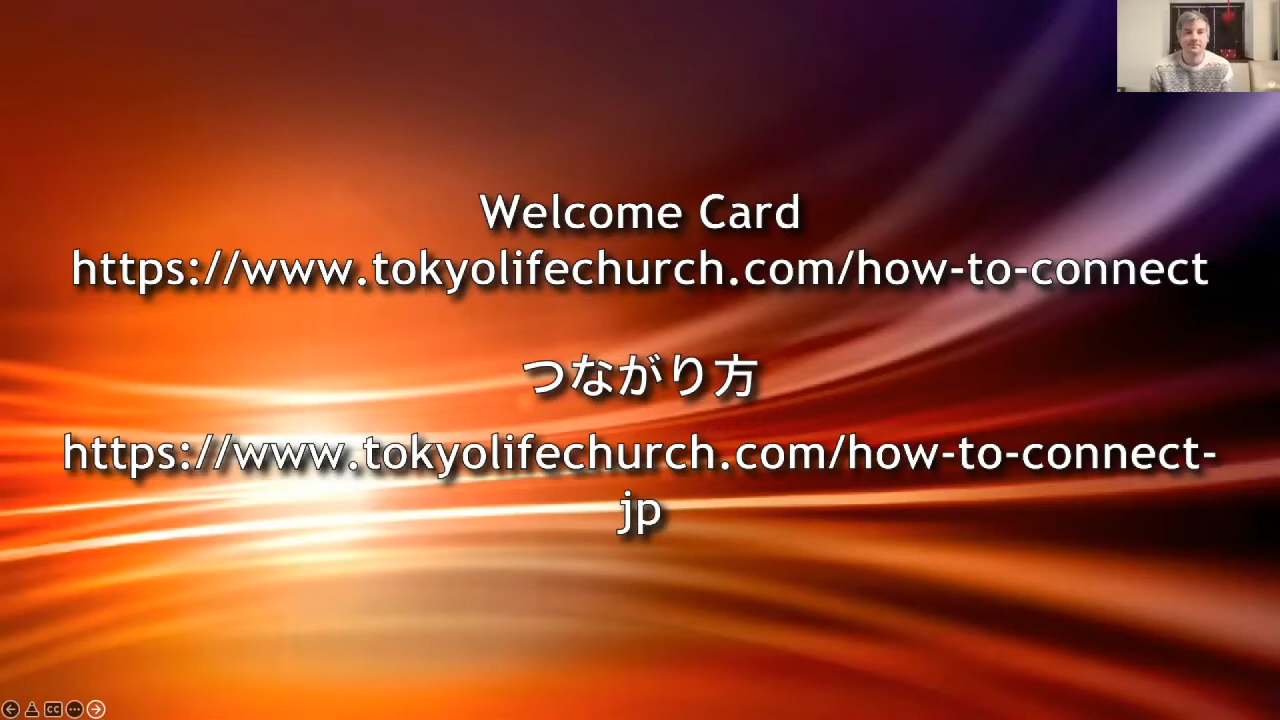 Welcome Card
https://www.tokyolifechurch.com/how-to-connect
つながり方
https://www.tokyolifechurch.com/how-to-connect-
jp
CC